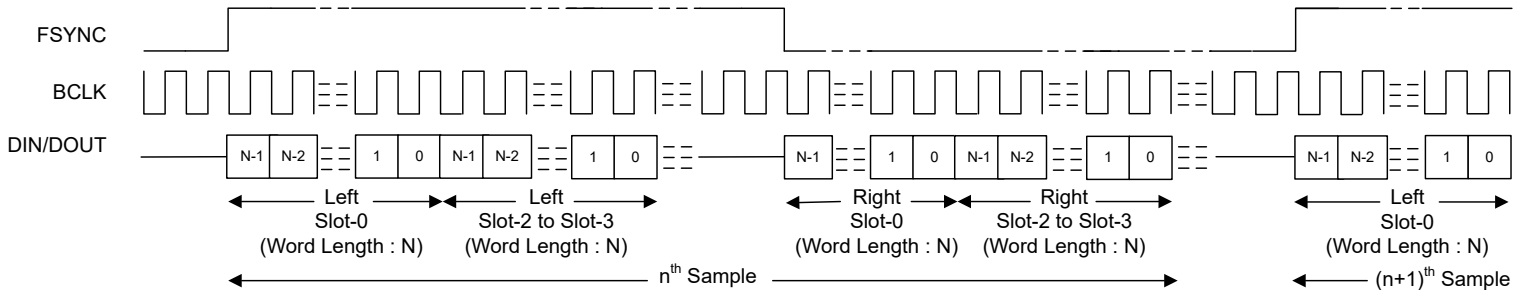 FSYNC
BCLK
DIN/DOUT
N-1 N-2 1 0 N-1 N-2 1 0 N-1 1 0 N-1 N-2 1 0 N-1 N-2 1 0
Left Left Right Right Left
Slot-0 Slot-2 to Slot-3 Slot-0 Slot-2 to Slot-3 Slot-0
(Word Length : N) (Word Length : N) (Word Length : N) (Word Length : N) (Word Length : N)
nth Sample (n+1)th Sample